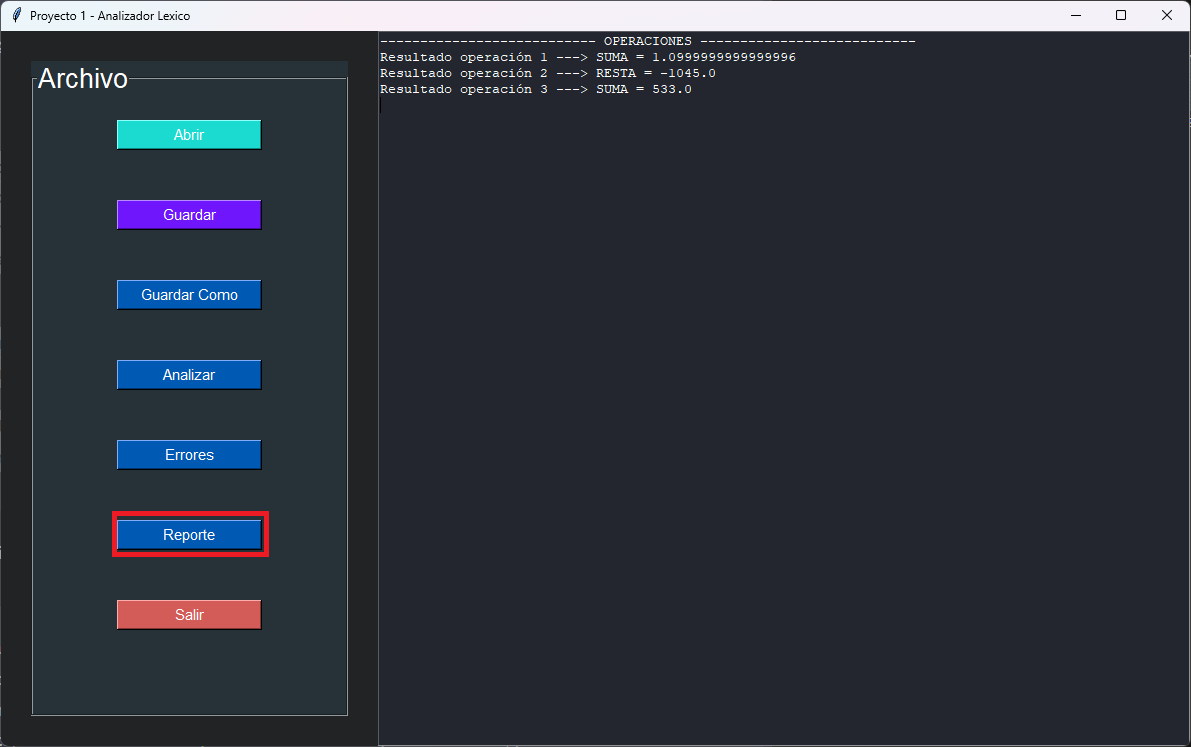 Proyecto 1 - Analizador Lexico
Archivo
Abrir
Guardar
Guardar Como
Analizar
Errores
Reporte
Salir
--------------------------- OPERACIONES ---------------------------
Resultado operación 1 ---> SUMA = 1.0999999999999996
Resultado operación 2 ---> RESTA = -1045.0
Resultado operación 3 ---> SUMA = 533.0